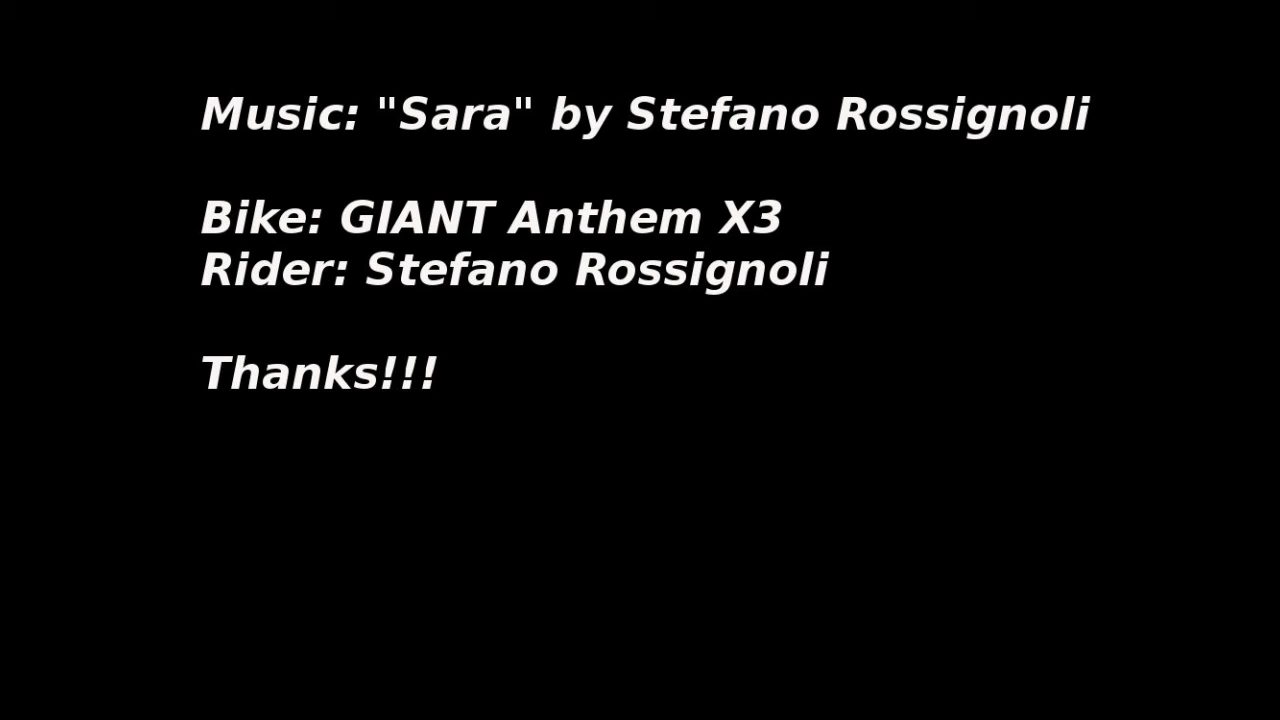 Music: "Sara" by Stefano Rossignoli
Bike: GIANT Anthem X3
Rider: Stefano Rossignoli
Thanks!!!